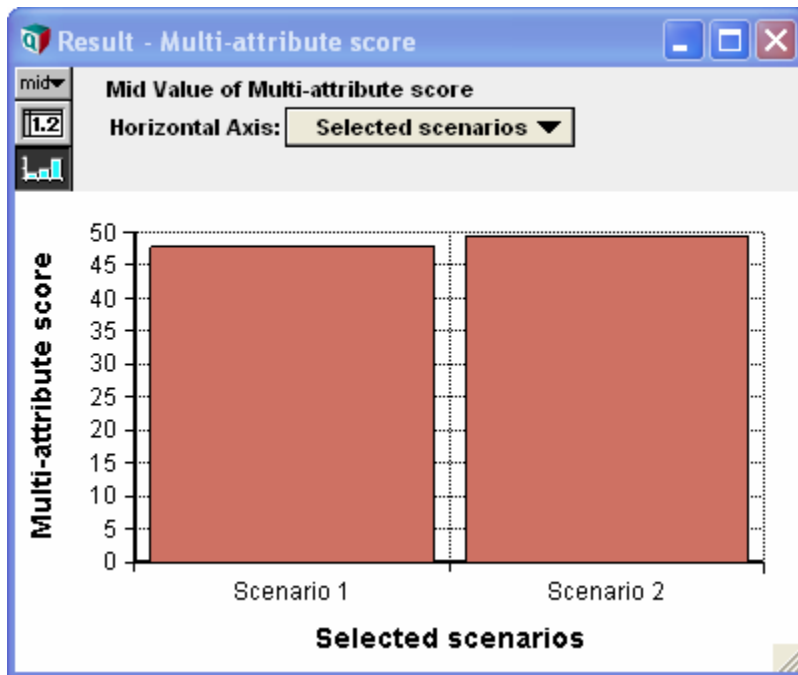 Result - Multi-attribute score
mid
Mid Value of Multi-attribute score
1.2
Horizontal Axis: Selected scenarios
Multi-attribute score
50
45
40
35
30
25
20
15
10
5
0
Scenario 1 Scenario 2
Selected scenarios